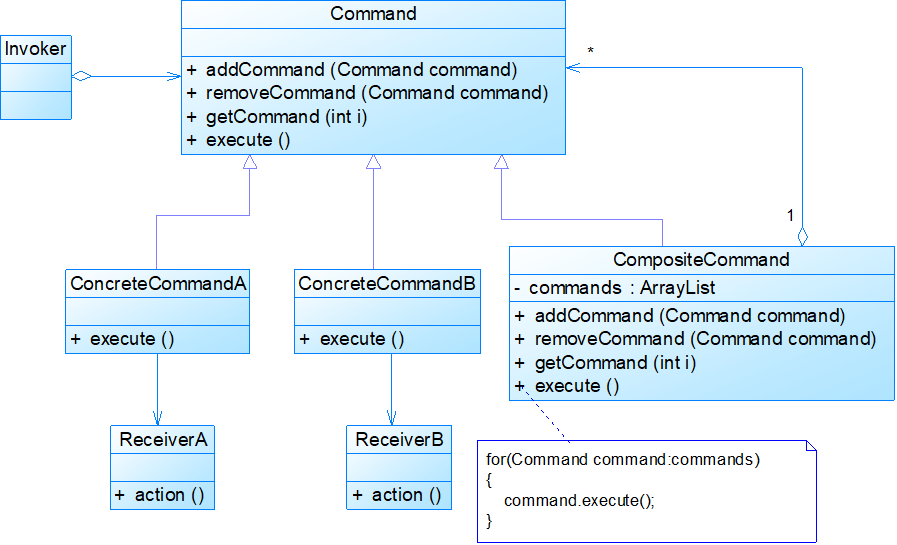 Command
Invoker
+ addCommand (Command command)
+ removeCommand (Command command)
+ getCommand (int i)
+ execute ()
*
1
ConcreteCommandA
+ execute ()
ConcreteCommandB
+ execute ()
CompositeCommand
- commands : ArrayList
+ addCommand (Command command)
+ removeCommand (Command command)
+ getCommand (int i)
+ execute ()
ReceiverA
+ action ()
ReceiverB
+ action ()
for(Command command:commands)
{
command.execute();
}